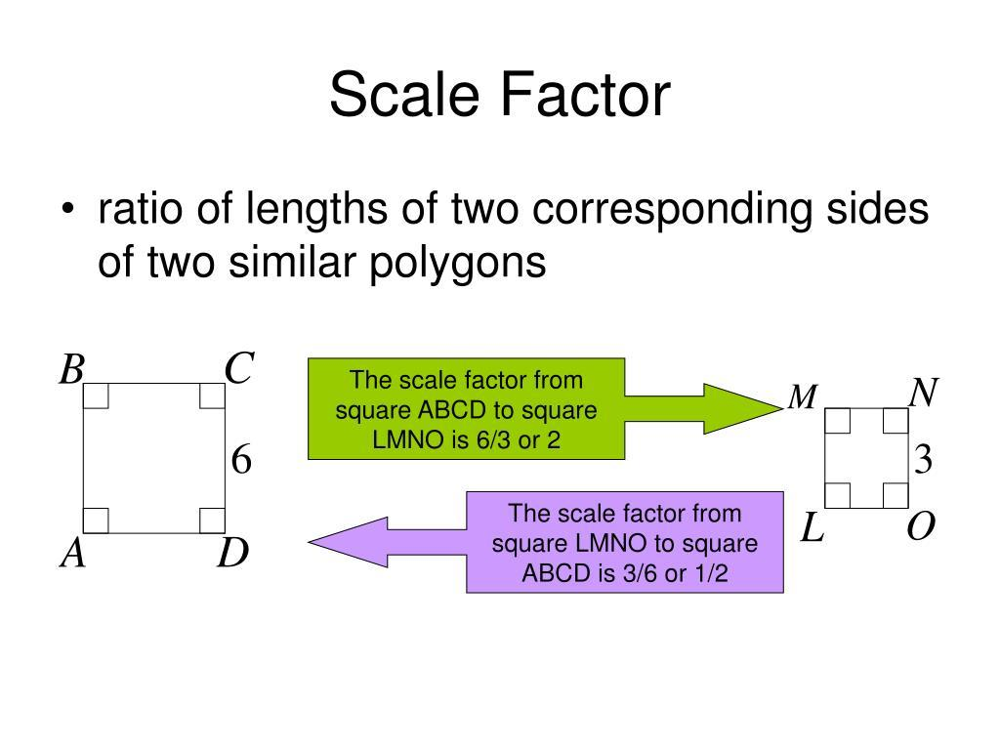 Scale Factor
• ratio of lengths of two corresponding sides
of two similar polygons
B C
The scale factor from
square ABCD to square
LMNO is 6/3 or 2
M N
6
3
A D
L O
The scale factor from
square LMNO to square
ABCD is 3/6 or 1/2